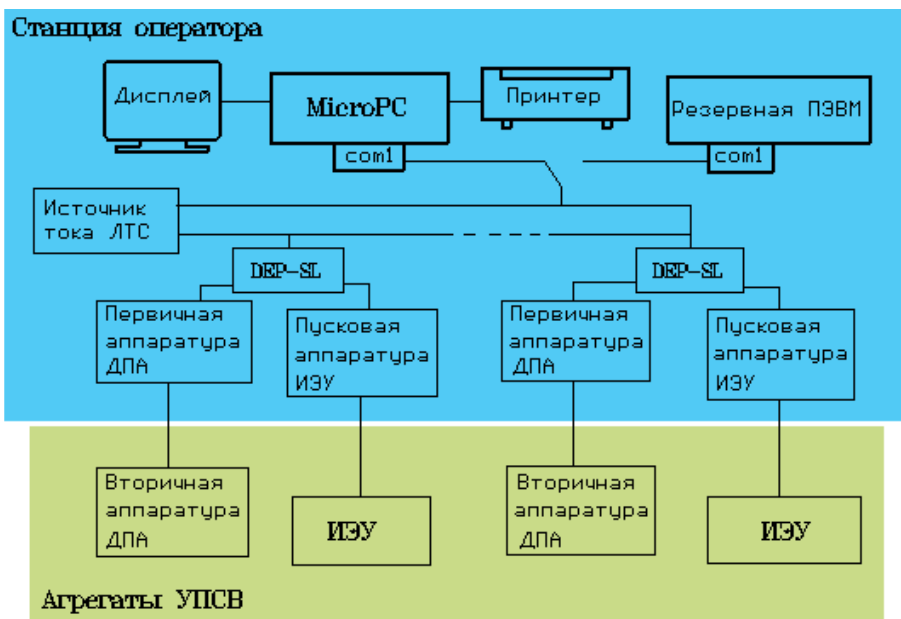 Станция оператора
Дисплей
MicroPC
Принтер
Резервная ПЭВМ
com1
com1
Источник
тока ЛТС
DEP-SL
DEP-SL
Первичная
аппаратура
ДПА
Пусковая
аппаратура
ИЭУ
Первичная
аппаратура
ДПА
Пусковая
аппаратура
ИЭУ
Вторичная
аппаратура
ДПА
ИЭУ
Вторичная
аппаратура
ДПА
ИЭУ
Агрегаты УПСВ